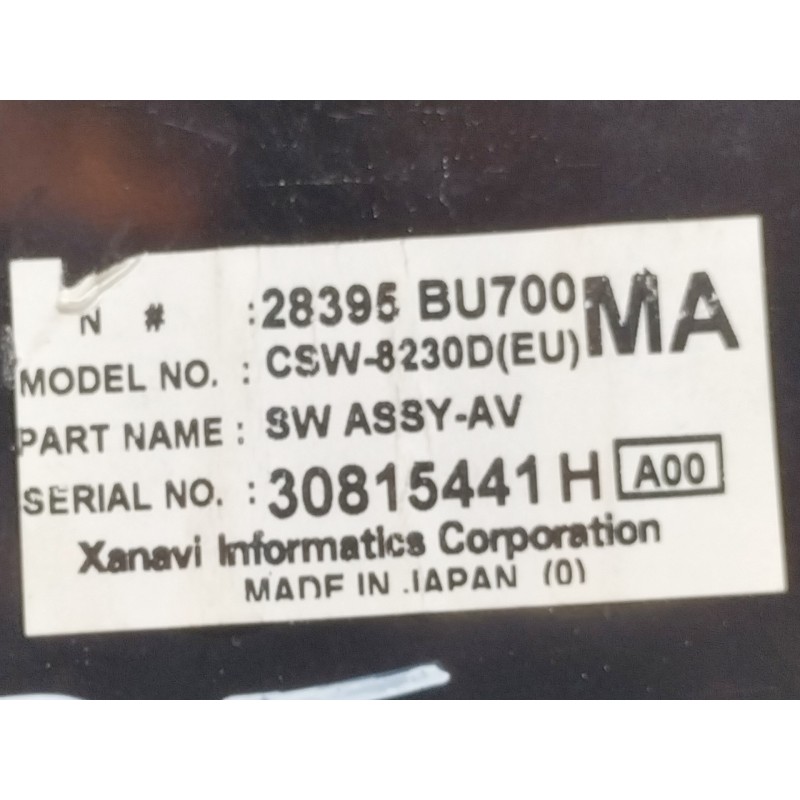 N # :28395 BU700 MA
MODEL NO. : CSW-8230D(EU)
PART NAME : SW ASSY-AV
SERIAL NO. : 30815441 H A00
Xanavi Informatics Corporation
MADE IN JAPAN (0)